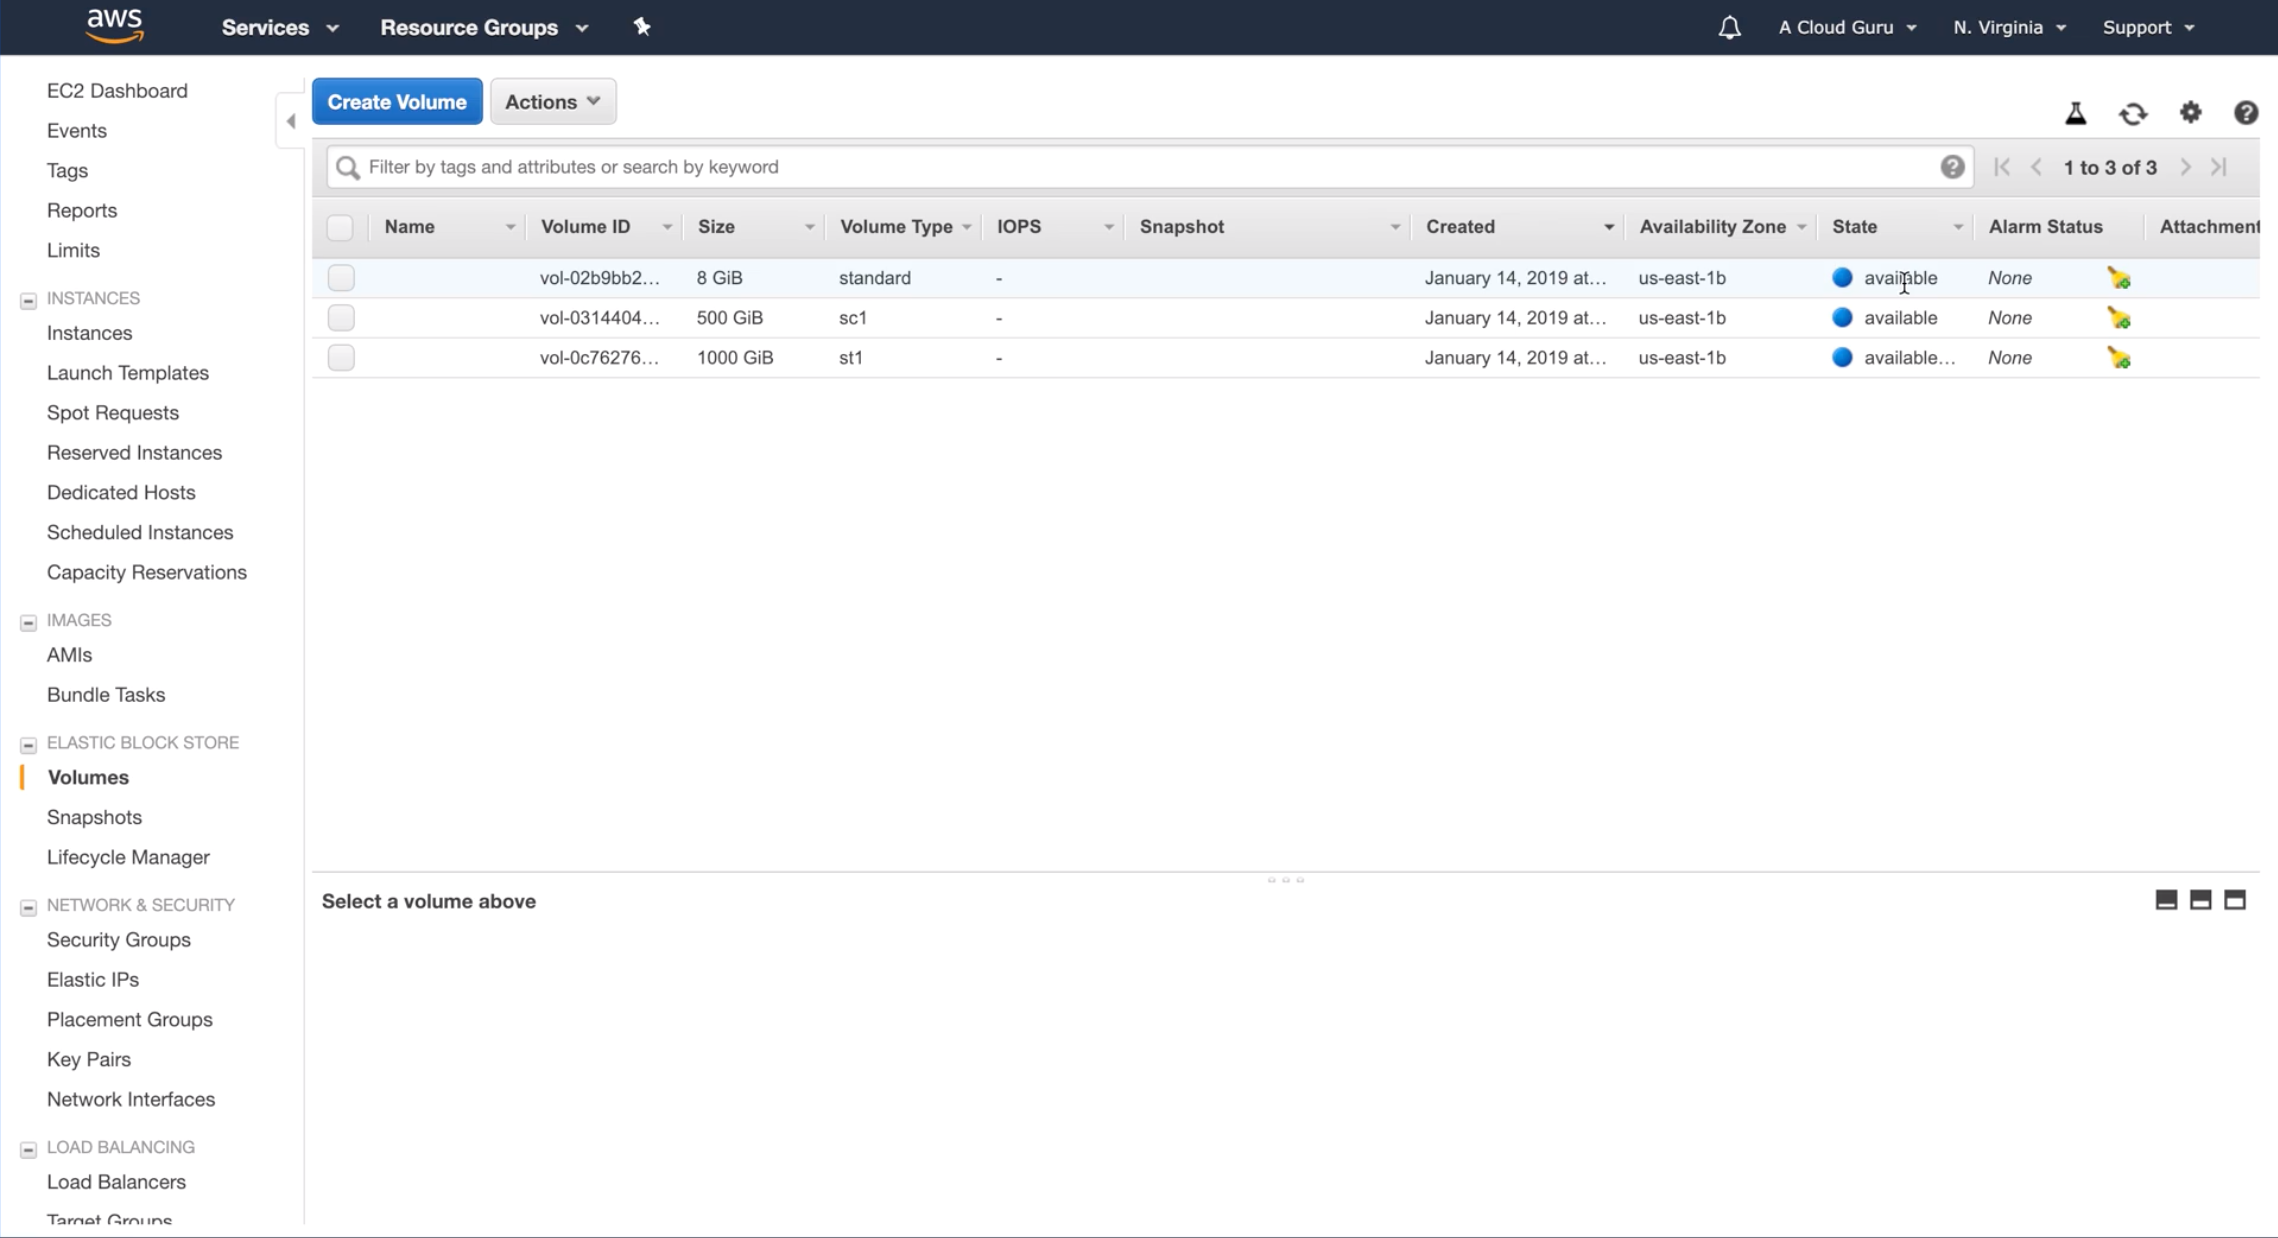 aws Services Resource Groups A Cloud Guru N. Virginia Support
EC2 Dashboard
Events
Tags
Reports
Limits
INSTANCES
Instances
Launch Templates
Spot Requests
Reserved Instances
Dedicated Hosts
Scheduled Instances
Capacity Reservations
IMAGES
AMIs
Bundle Tasks
ELASTIC BLOCK STORE
Volumes
Snapshots
Lifecycle Manager
NETWORK & SECURITY
Security Groups
Elastic IPs
Placement Groups
Key Pairs
Network Interfaces
LOAD BALANCING
Load Balancers
Target Groups
Create Volume Actions
Filter by tags and attributes or search by keyword 1 to 3 of 3
Name Volume ID Size Volume Type IOPS Snapshot Created Availability Zone State Alarm Status Attachment
vol-02b9bb2... 8 GiB standard - January 14, 2019 at... us-east-1b available None
vol-0314404... 500 GiB sc1 - January 14, 2019 at... us-east-1b available None
vol-0c76276... 1000 GiB st1 - January 14, 2019 at... us-east-1b available... None
Select a volume above